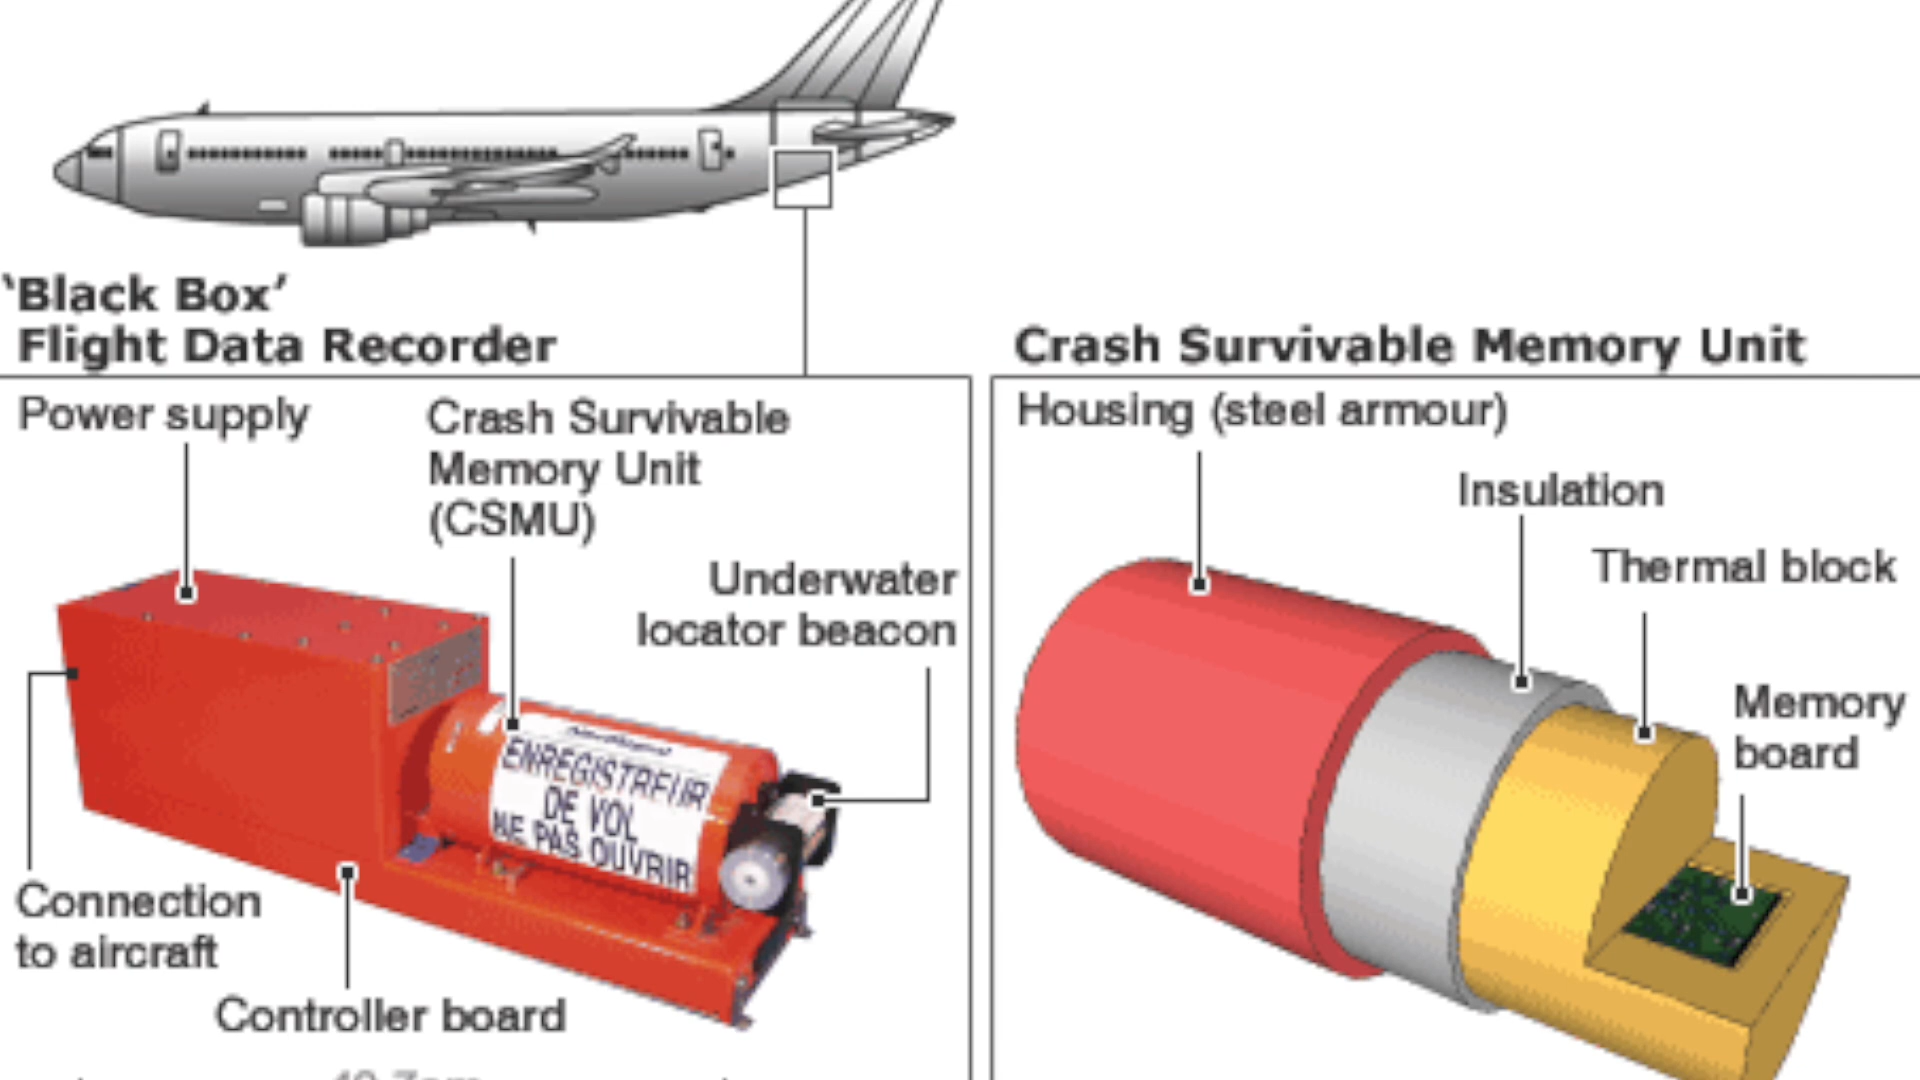 ‘Black Box’
Flight Data Recorder
Power supply
Crash Survivable
Memory Unit
(CSMU)
Underwater
locator beacon
ENREGISTREUR
DE VOL
NE PAS OUVRIR
Connection
to aircraft
Controller board
Crash Survivable Memory Unit
Housing (steel armour)
Insulation
Thermal block
Memory
board